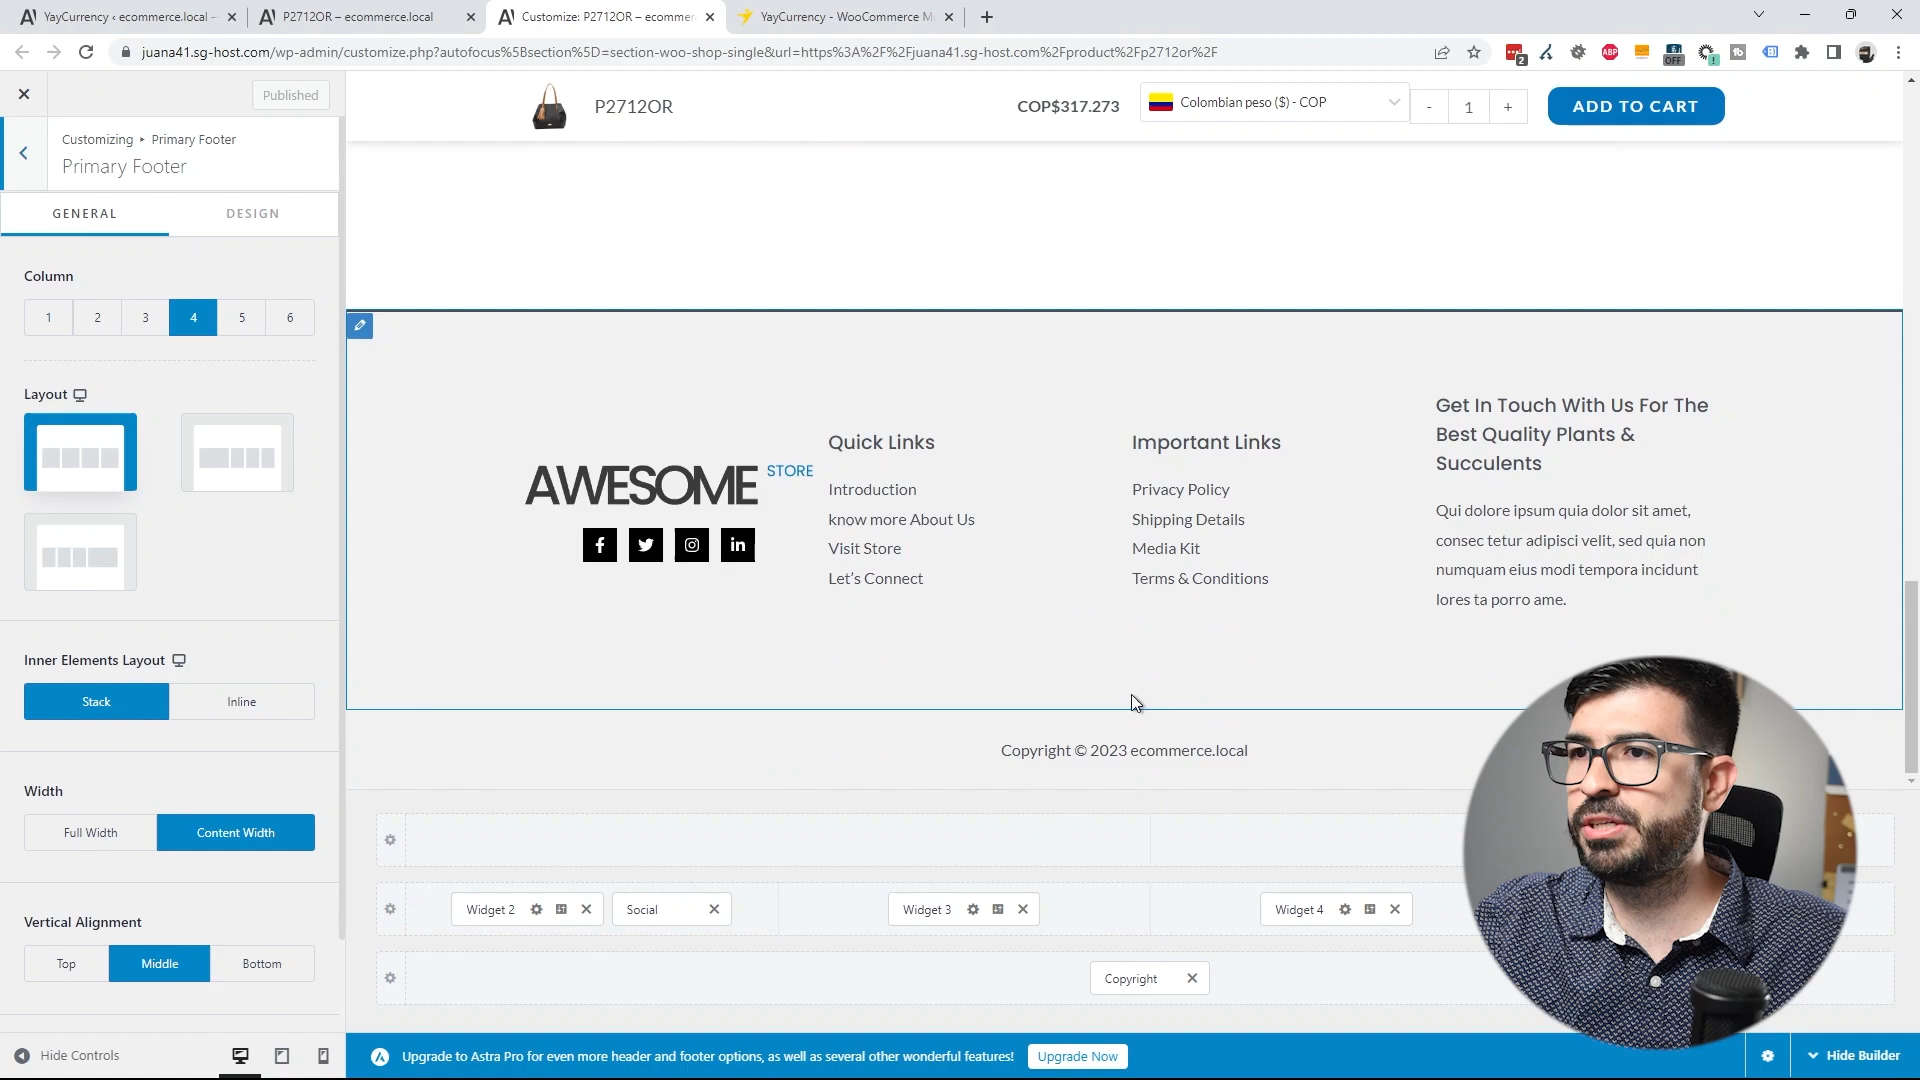 YayCurrency ‹ ecommerce.local –
P2712OR – ecommerce.local
Customize: P2712OR – ecommer
YayCurrency - WooCommerce M
juana41.sg-host.com/wp-admin/customize.php?autofocus%5Bsection%5D=section-woo-shop-single&url=https%3A%2F%2Fjuana41.sg-host.com%2Fproduct%2Fp2712or%2F
2
ABP
OFF
Published
P2712OR
COP$317.273
Colombian peso ($) - COP
- 1 +
ADD TO CART
Customizing ▸ Primary Footer
Primary Footer
GENERAL
DESIGN
Column
1 2 3 4 5 6
Layout
Inner Elements Layout
Stack
Inline
Width
Full Width
Content Width
Vertical Alignment
Top
Middle
Bottom
Hide Controls
AWESOME STORE
Quick Links
Introduction
know more About Us
Visit Store
Let’s Connect
Important Links
Privacy Policy
Shipping Details
Media Kit
Terms & Conditions
Get In Touch With Us For The
Best Quality Plants &
Succulents
Qui dolore ipsum quia dolor sit amet,
consec tetur adipisci velit, sed quia non
numquam eius modi tempora incidunt
lores ta porro ame.
Copyright © 2023 ecommerce.local
Widget 2
Social
Widget 3
Widget 4
Copyright
Upgrade to Astra Pro for even more header and footer options, as well as several other wonderful features!
Upgrade Now
Hide Builder